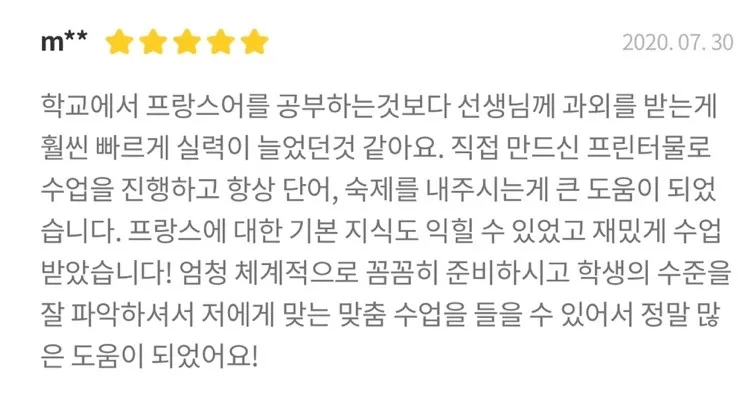 m** ★★★★★ 2020. 07. 30
학교에서 프랑스어를 공부하는것보다 선생님께 과외를 받는게
훨씬 빠르게 실력이 늘었던것 같아요. 직접 만드신 프린터물로
수업을 진행하고 항상 단어, 숙제를 내주시는게 큰 도움이 되었
습니다. 프랑스에 대한 기본 지식도 익힐 수 있었고 재밌게 수업
받았습니다! 엄청 체계적으로 꼼꼼히 준비하시고 학생의 수준을
잘 파악하셔서 저에게 맞는 맞춤 수업을 들을 수 있어서 정말 많
은 도움이 되었어요!